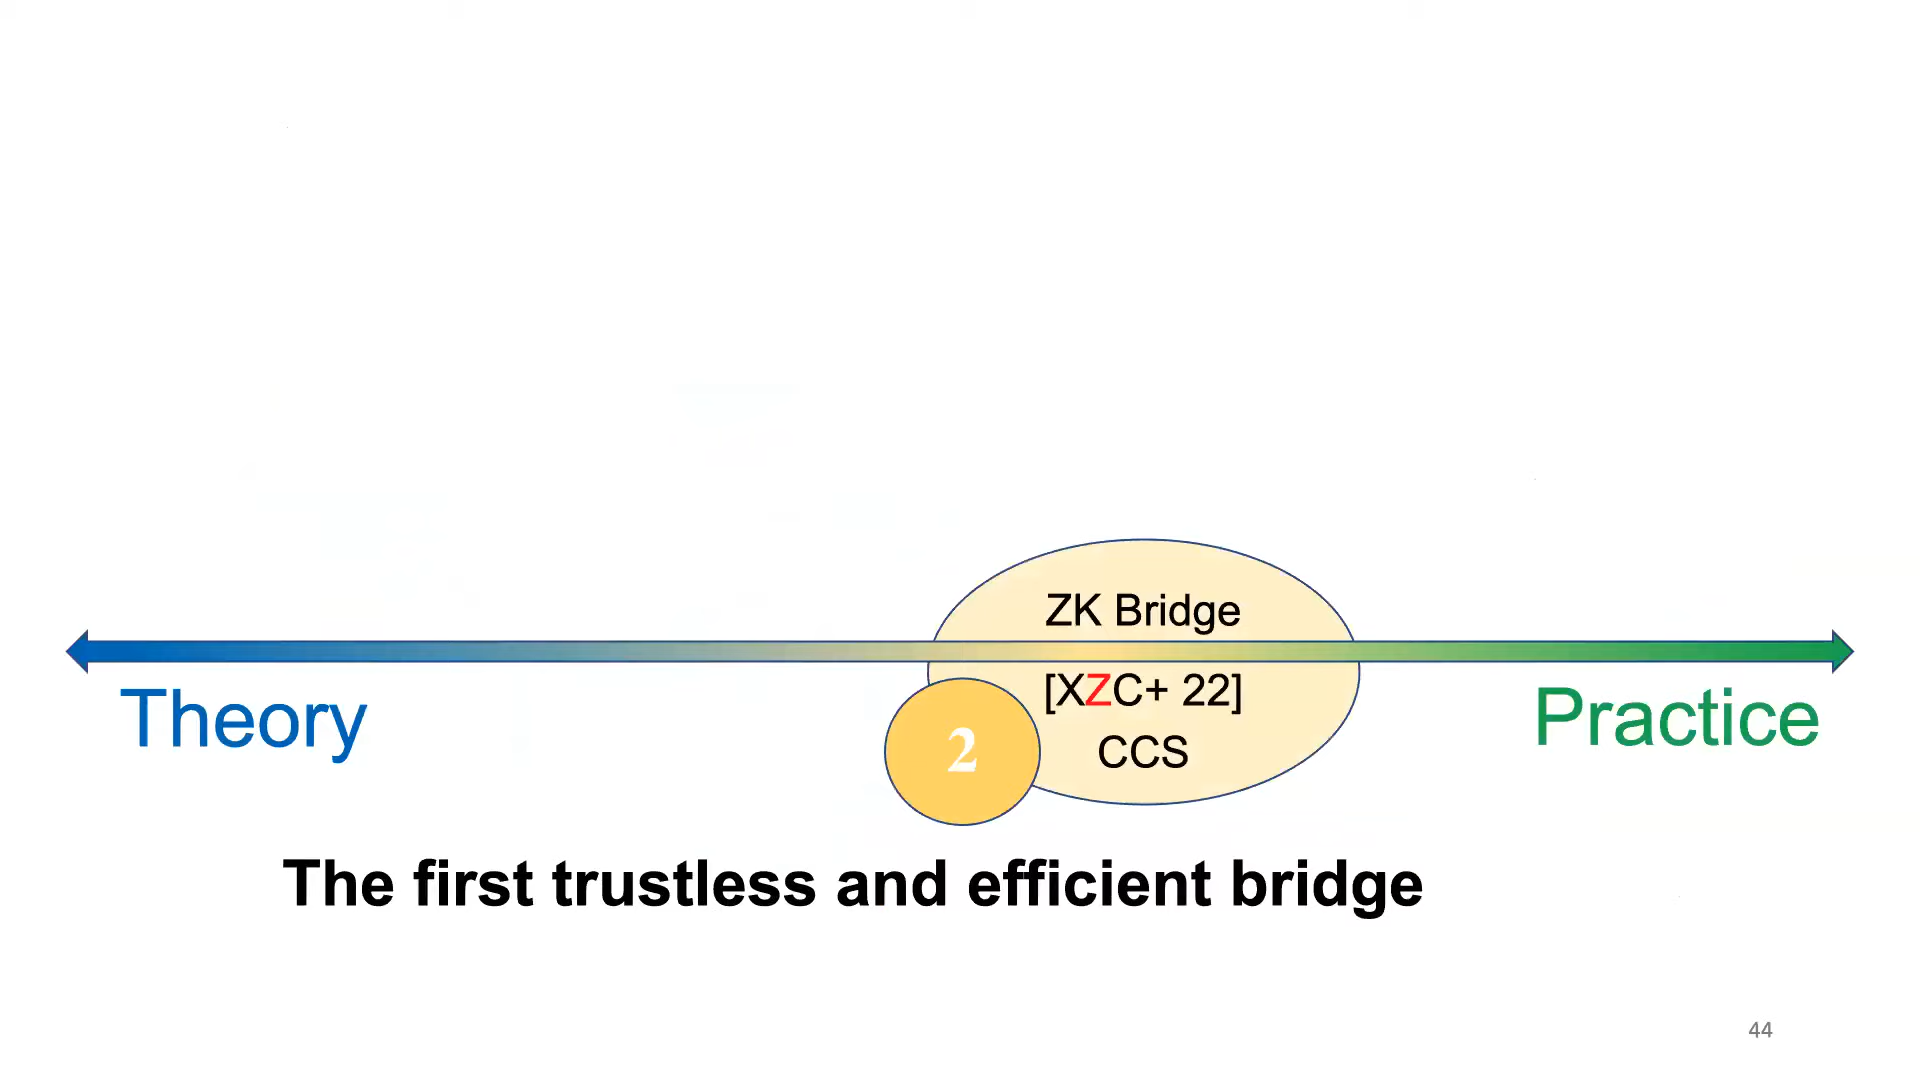 ZK Bridge
[XZC+ 22]
CCS
Theory
2
Practice
The first trustless and efficient bridge
44